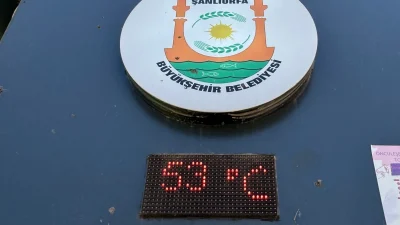 ŞANLIURFA
BÜYÜKŞEHİR BELEDİYESİ
53 °C